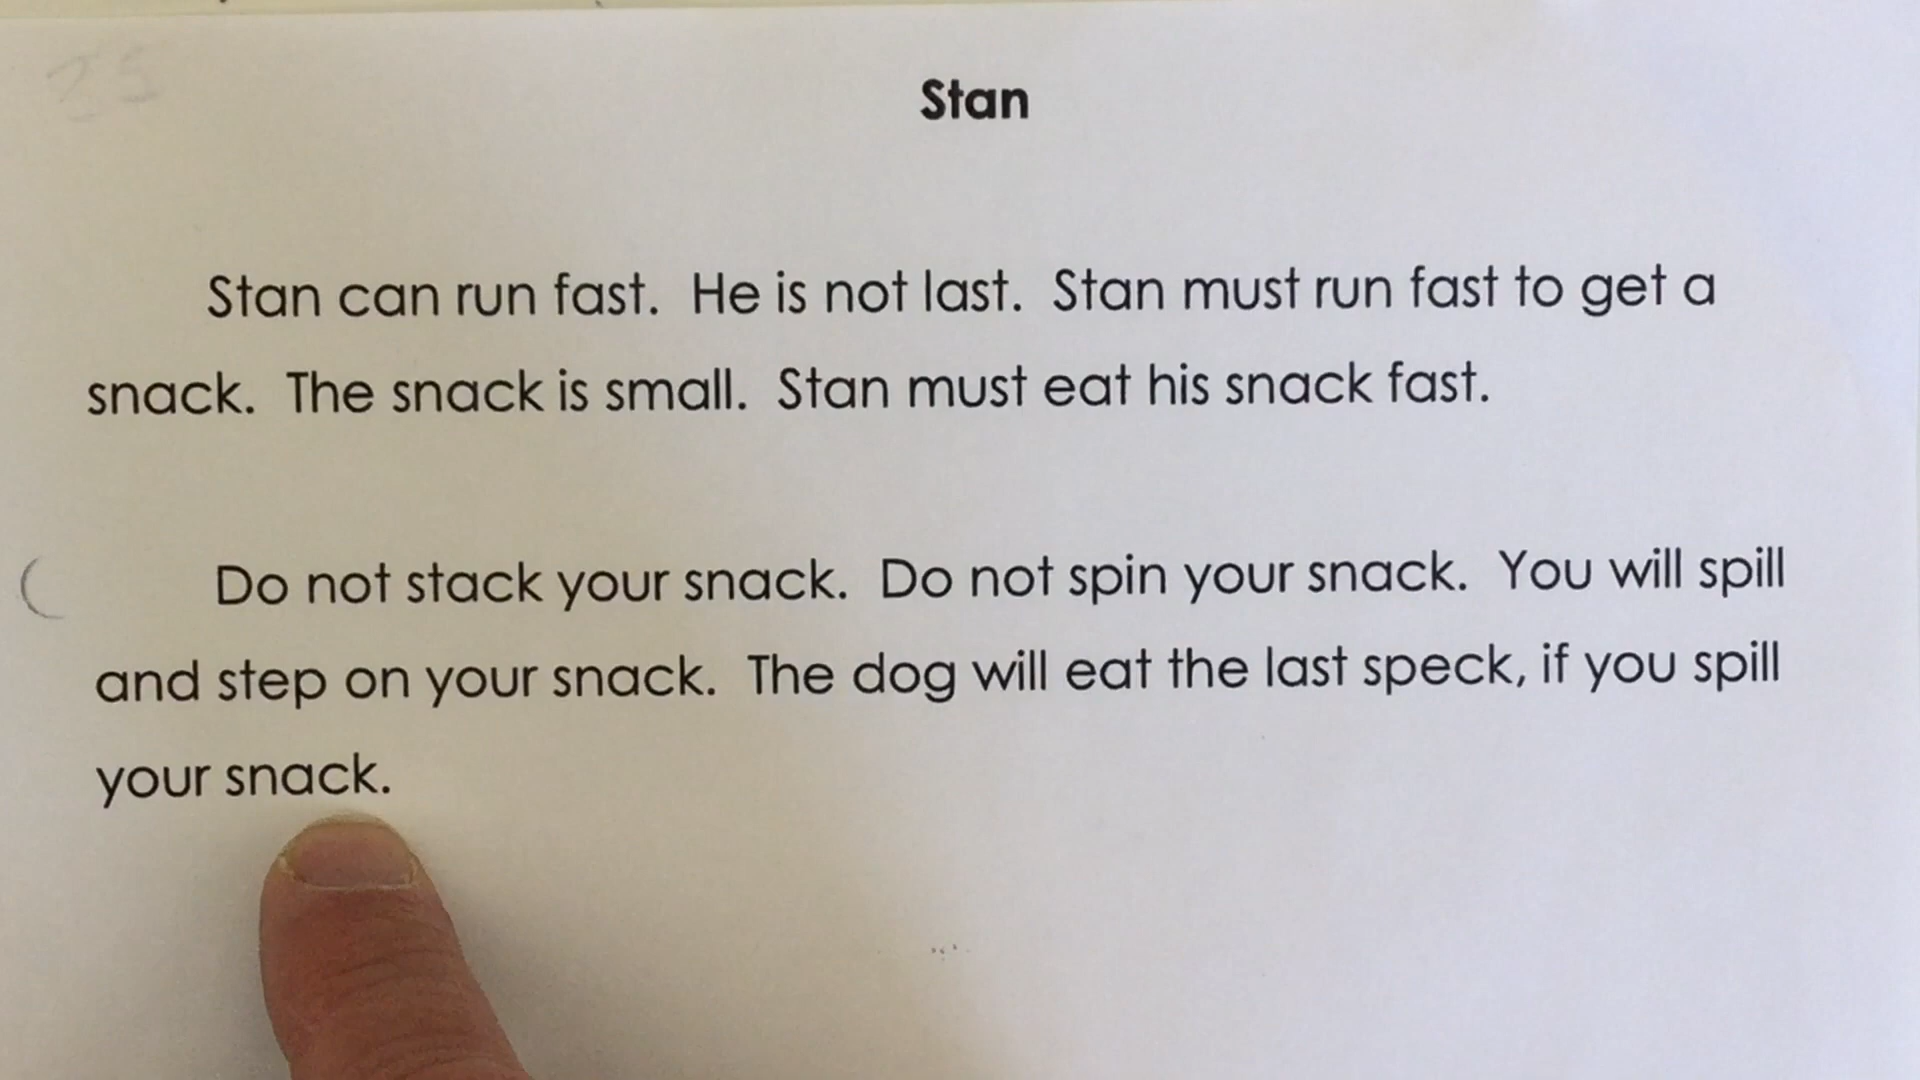 Stan
Stan can run fast. He is not last. Stan must run fast to get a
snack. The snack is small. Stan must eat his snack fast.
Do not stack your snack. Do not spin your snack. You will spill
and step on your snack. The dog will eat the last speck, if you spill
your snack.